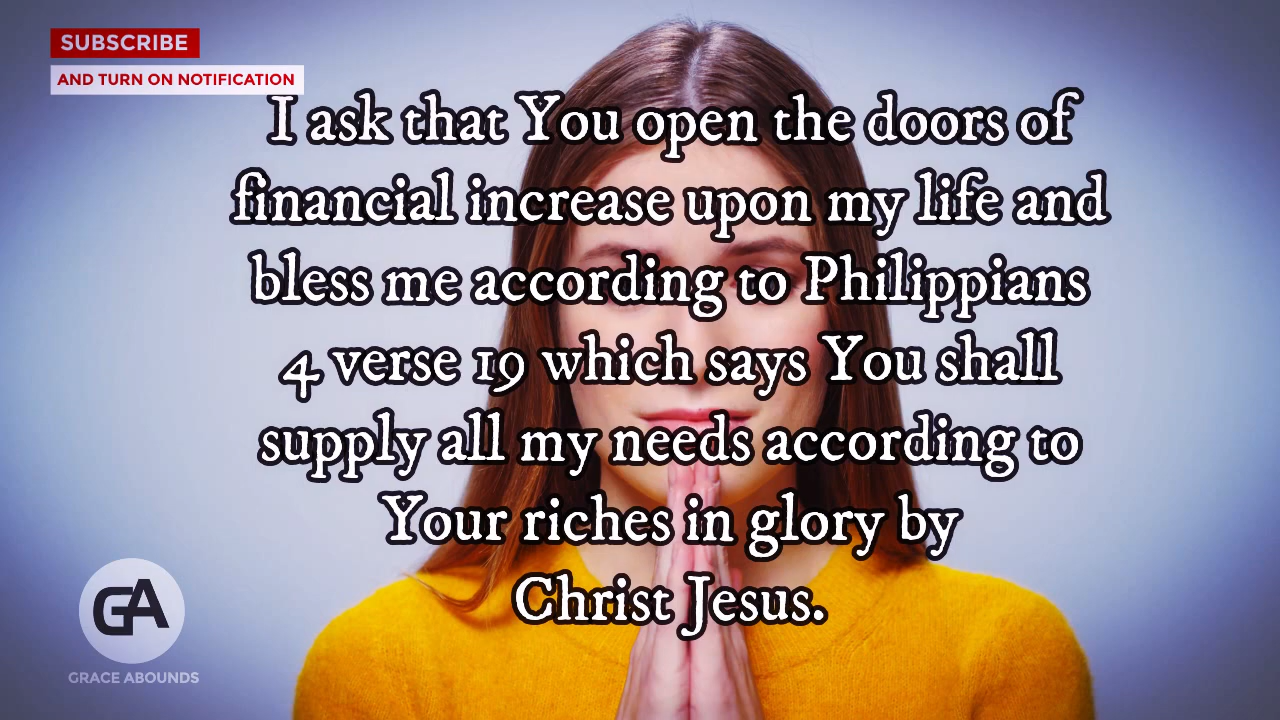 SUBSCRIBE
AND TURN ON NOTIFICATION
I ask that You open the doors of
financial increase upon my life and
bless me according to Philippians
4 verse 19 which says You shall
supply all my needs according to
Your riches in glory by
Christ Jesus.
GA
GRACE ABOUNDS